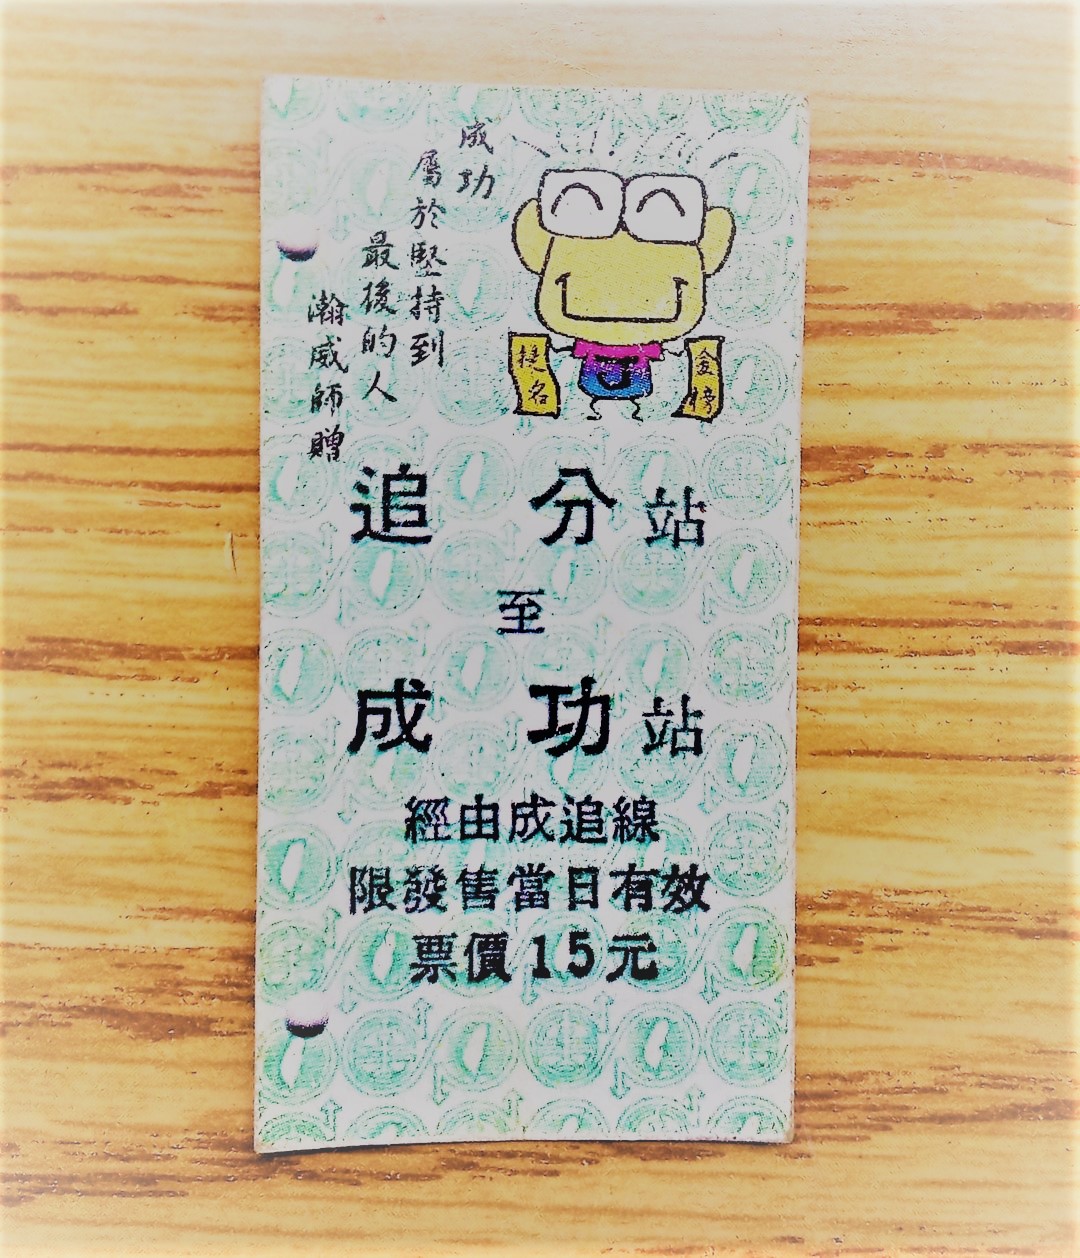 成功
屬於堅持到
最後的人
瀚威師贈
金榜
提名
追分站
至
成功站
經由成追線
限發售當日有效
票價15元